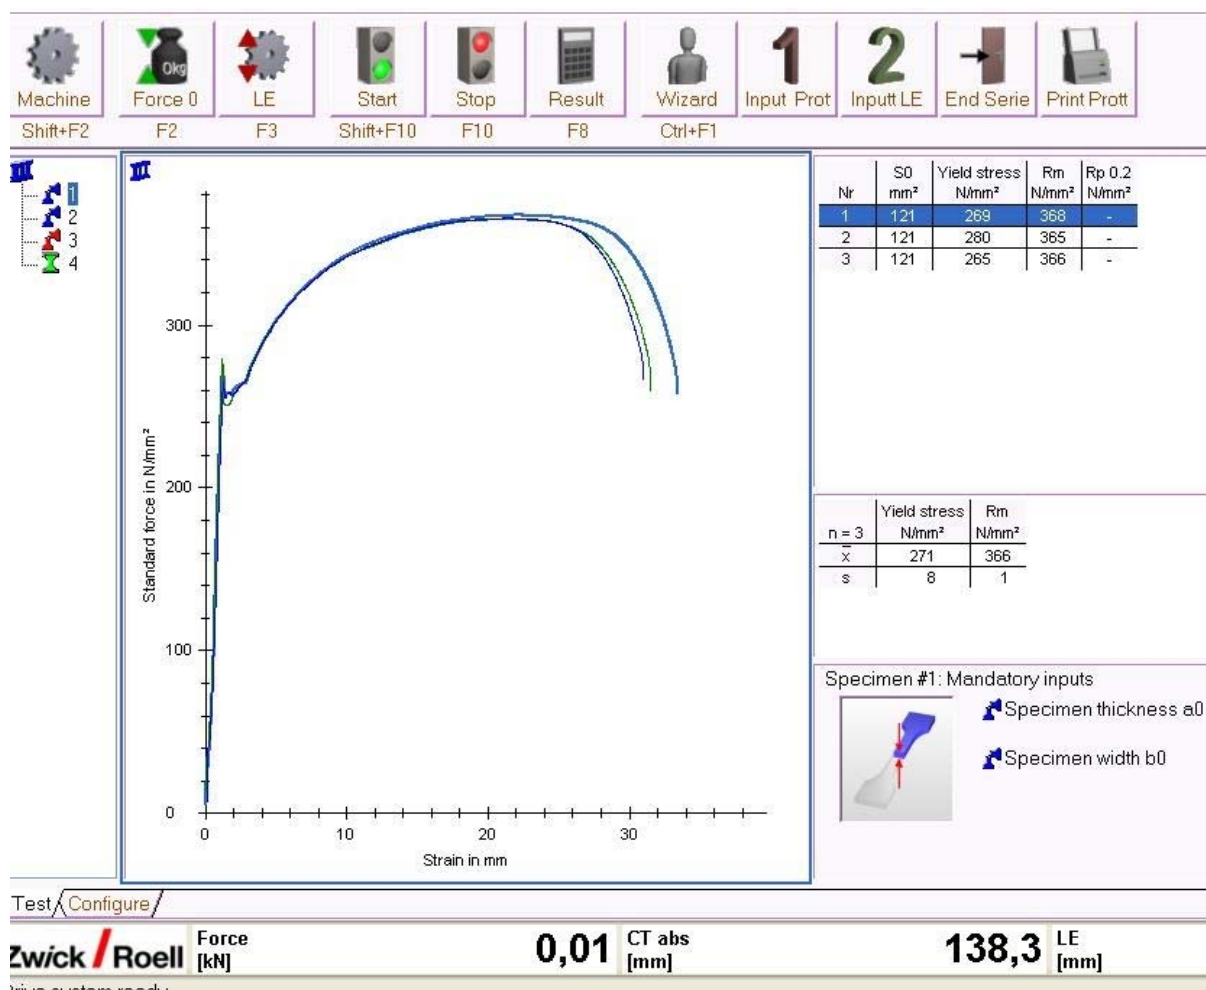 Machine Force 0 LE Start Stop Result Wizard Input Prot Inputt LE End Serie Print Prott
0kg
Shift+F2 F2 F3 Shift+F10 F10 F8 Ctrl+F1
III
1
2
3
4
III
Standard force in N/mm²
300
200
100
0
0 10 20 30
Strain in mm
S0 Yield stress Rm Rp 0.2
Nr mm² N/mm² N/mm² N/mm²
1 121 269 368 -
2 121 280 365 -
3 121 265 366 -
Yield stress Rm
n = 3 N/mm² N/mm²
x̄ 271 366
s 8 1
Specimen #1: Mandatory inputs
Specimen thickness a0
Specimen width b0
Test Configure
Zwick / Roell
Force
[kN]
0,01
CT abs
[mm]
138,3
LE
[mm]